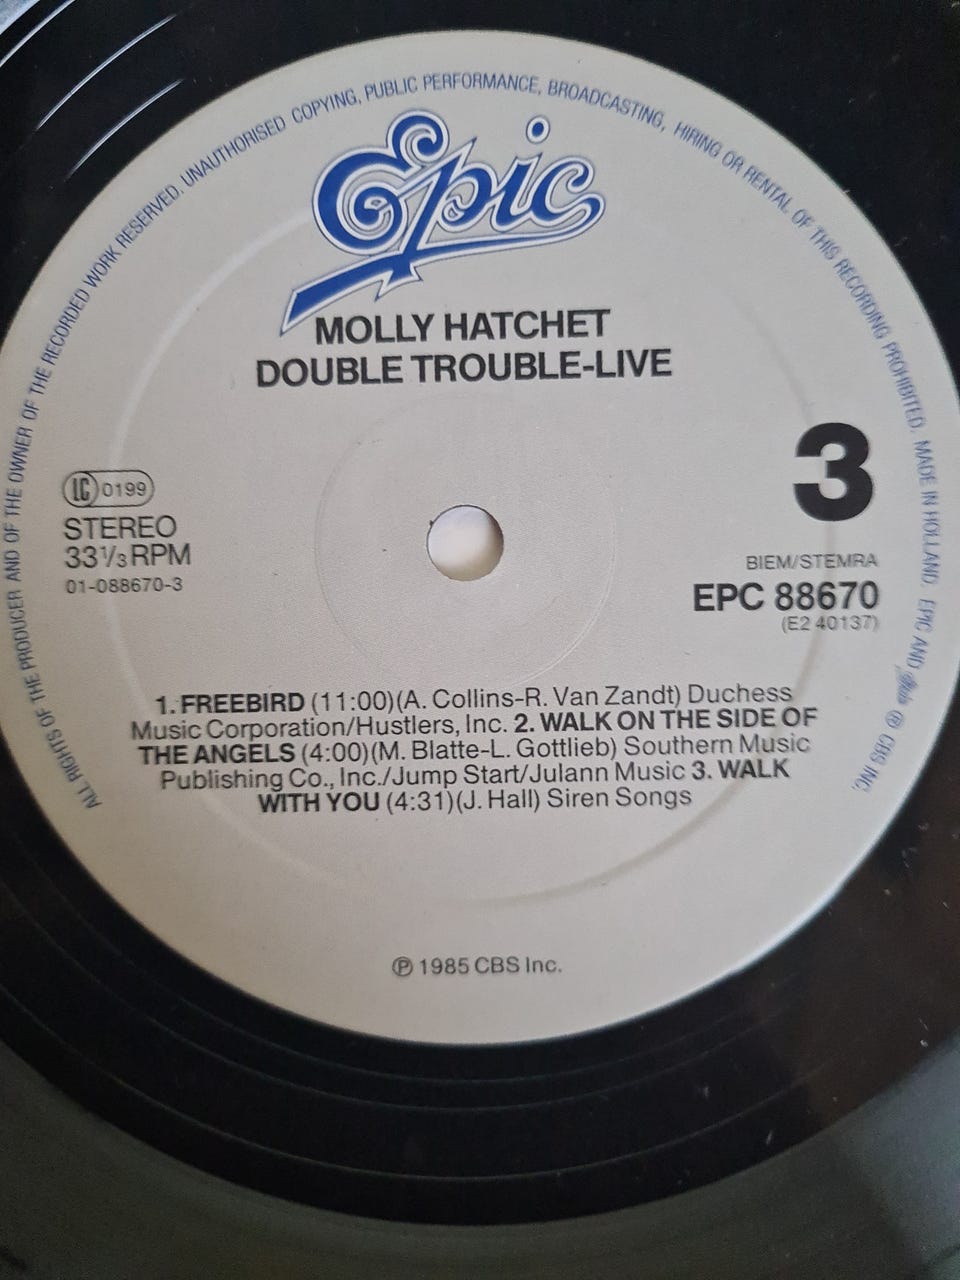 ALL RIGHTS OF THE PRODUCER AND OF THE OWNER OF THE RECORDED WORK RESERVED. UNAUTHORISED COPYING, PUBLIC PERFORMANCE, BROADCASTING, HIRING OR RENTAL OF THIS RECORDING PROHIBITED. MADE IN HOLLAND. EPIC AND Epic ® CBS INC.
Epic
MOLLY HATCHET
DOUBLE TROUBLE-LIVE
3
LC 0199
STEREO
33 1/3 RPM
01-088670-3
BIEM/STEMRA
EPC 88670
(E2 40137)
1. FREEBIRD (11:00)(A. Collins-R. Van Zandt) Duchess
Music Corporation/Hustlers, Inc. 2. WALK ON THE SIDE OF
THE ANGELS (4:00)(M. Blatte-L. Gottlieb) Southern Music
Publishing Co., Inc./Jump Start/Julann Music 3. WALK
WITH YOU (4:31)(J. Hall) Siren Songs
℗ 1985 CBS Inc.